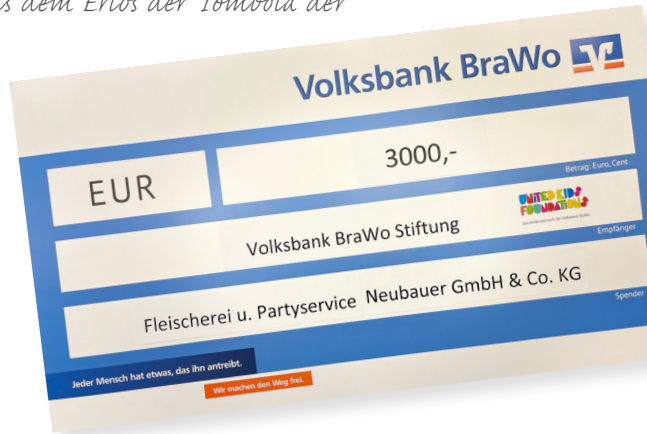 dem Erlös der Tombola der
Volksbank BraWo
EUR
3000,-
Betrag: Euro, Cent
UNITED KIDS
FOUNDATIONS
Volksbank BraWo Stiftung
Empfänger
Fleischerei u. Partyservice Neubauer GmbH & Co. KG
Spender
Jeder Mensch hat etwas, das ihn antreibt.
Wir machen den Weg frei.